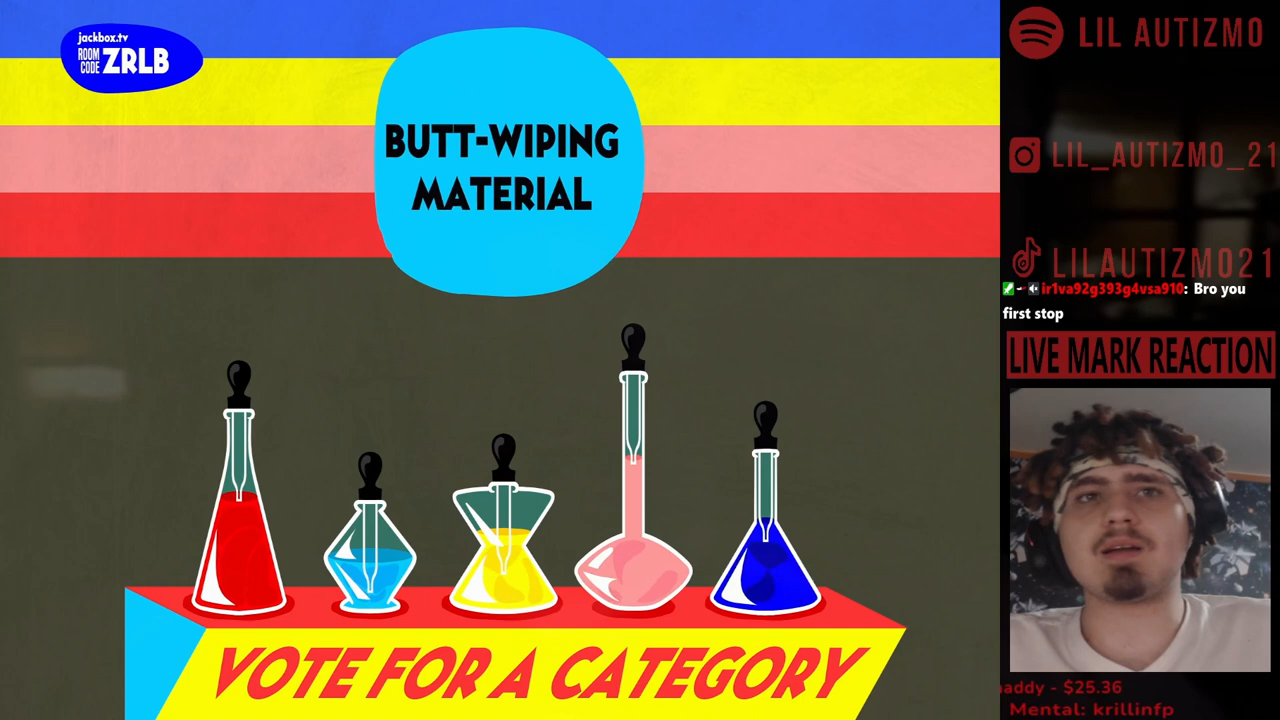 jackbox.tv
ROOM CODE ZRLB
BUTT-WIPING
MATERIAL
VOTE FOR A CATEGORY
LIL AUTIZMO
LIL_AUTIZMO_21
LILAUTIZMO21
ir1va92g393g4vsa910: Bro you
first stop
LIVE MARK REACTION
addy - $25.36
Mental: krillinfp